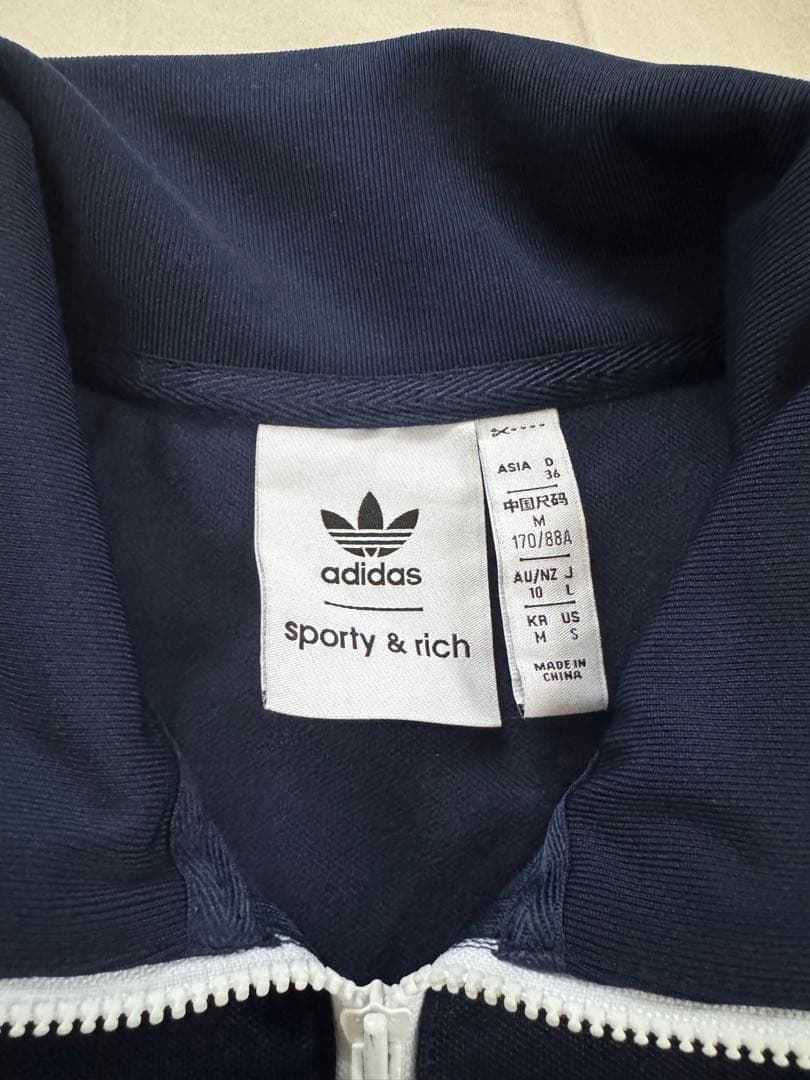 adidas
sporty & rich
ASIA D
36
中国尺码
M
170/88A
AU/NZ J
10 L
KR US
M S
MADE IN
CHINA